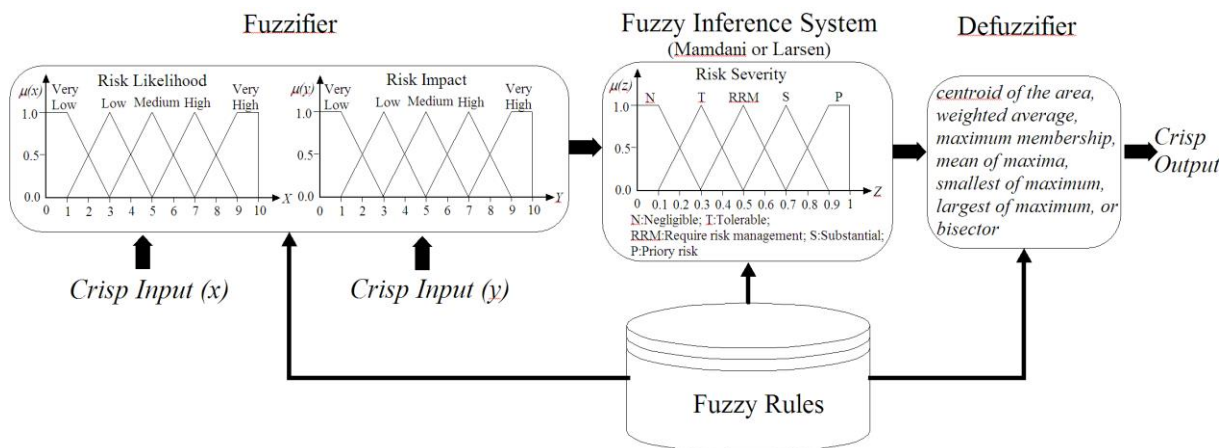 Fuzzifier
Fuzzy Inference System
(Mamdani or Larsen)
Defuzzifier
Risk Likelihood
μ(x)
Very
Low
Low
Medium
High
Very
High
1.0
0.5
0.0
0 1 2 3 4 5 6 7 8 9 10
X
Risk Impact
μ(y)
Very
Low
Low
Medium
High
Very
High
1.0
0.5
0.0
0 1 2 3 4 5 6 7 8 9 10
Y
Risk Severity
μ(z)
N T RRM S P
1.0
0.5
0.0
0 0.1 0.2 0.3 0.4 0.5 0.6 0.7 0.8 0.9 1
Z
N:Negligible; T:Tolerable;
RRM:Require risk management; S:Substantial;
P:Priory risk
centroid of the area,
weighted average,
maximum membership,
mean of maxima,
smallest of maximum,
largest of maximum, or
bisector
Crisp
Output
Crisp Input (x)
Crisp Input (y)
Fuzzy Rules